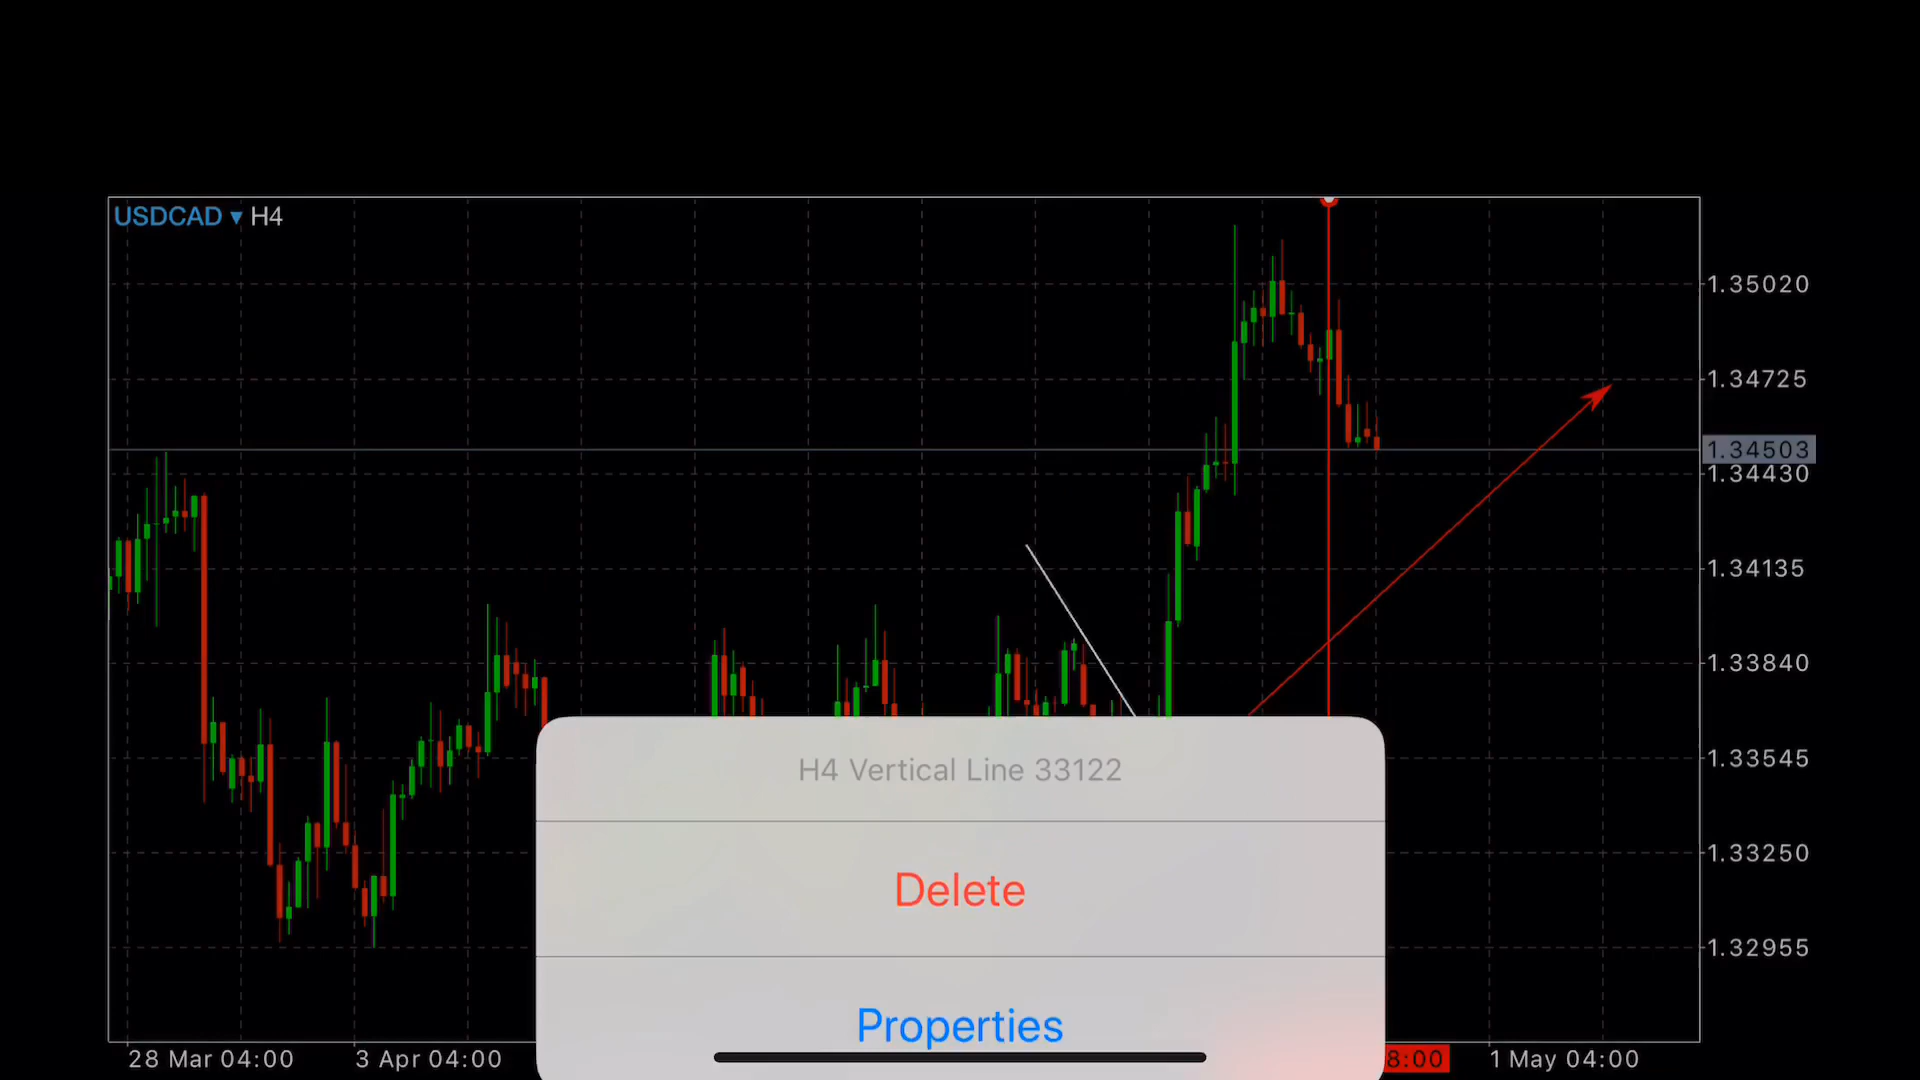 USDCAD ▾ H4
1.35020
1.34725
1.34503
1.34430
1.34135
1.33840
1.33545
1.33250
1.32955
H4 Vertical Line 33122
Delete
Properties
28 Mar 04:00 3 Apr 04:00 8:00 1 May 04:00